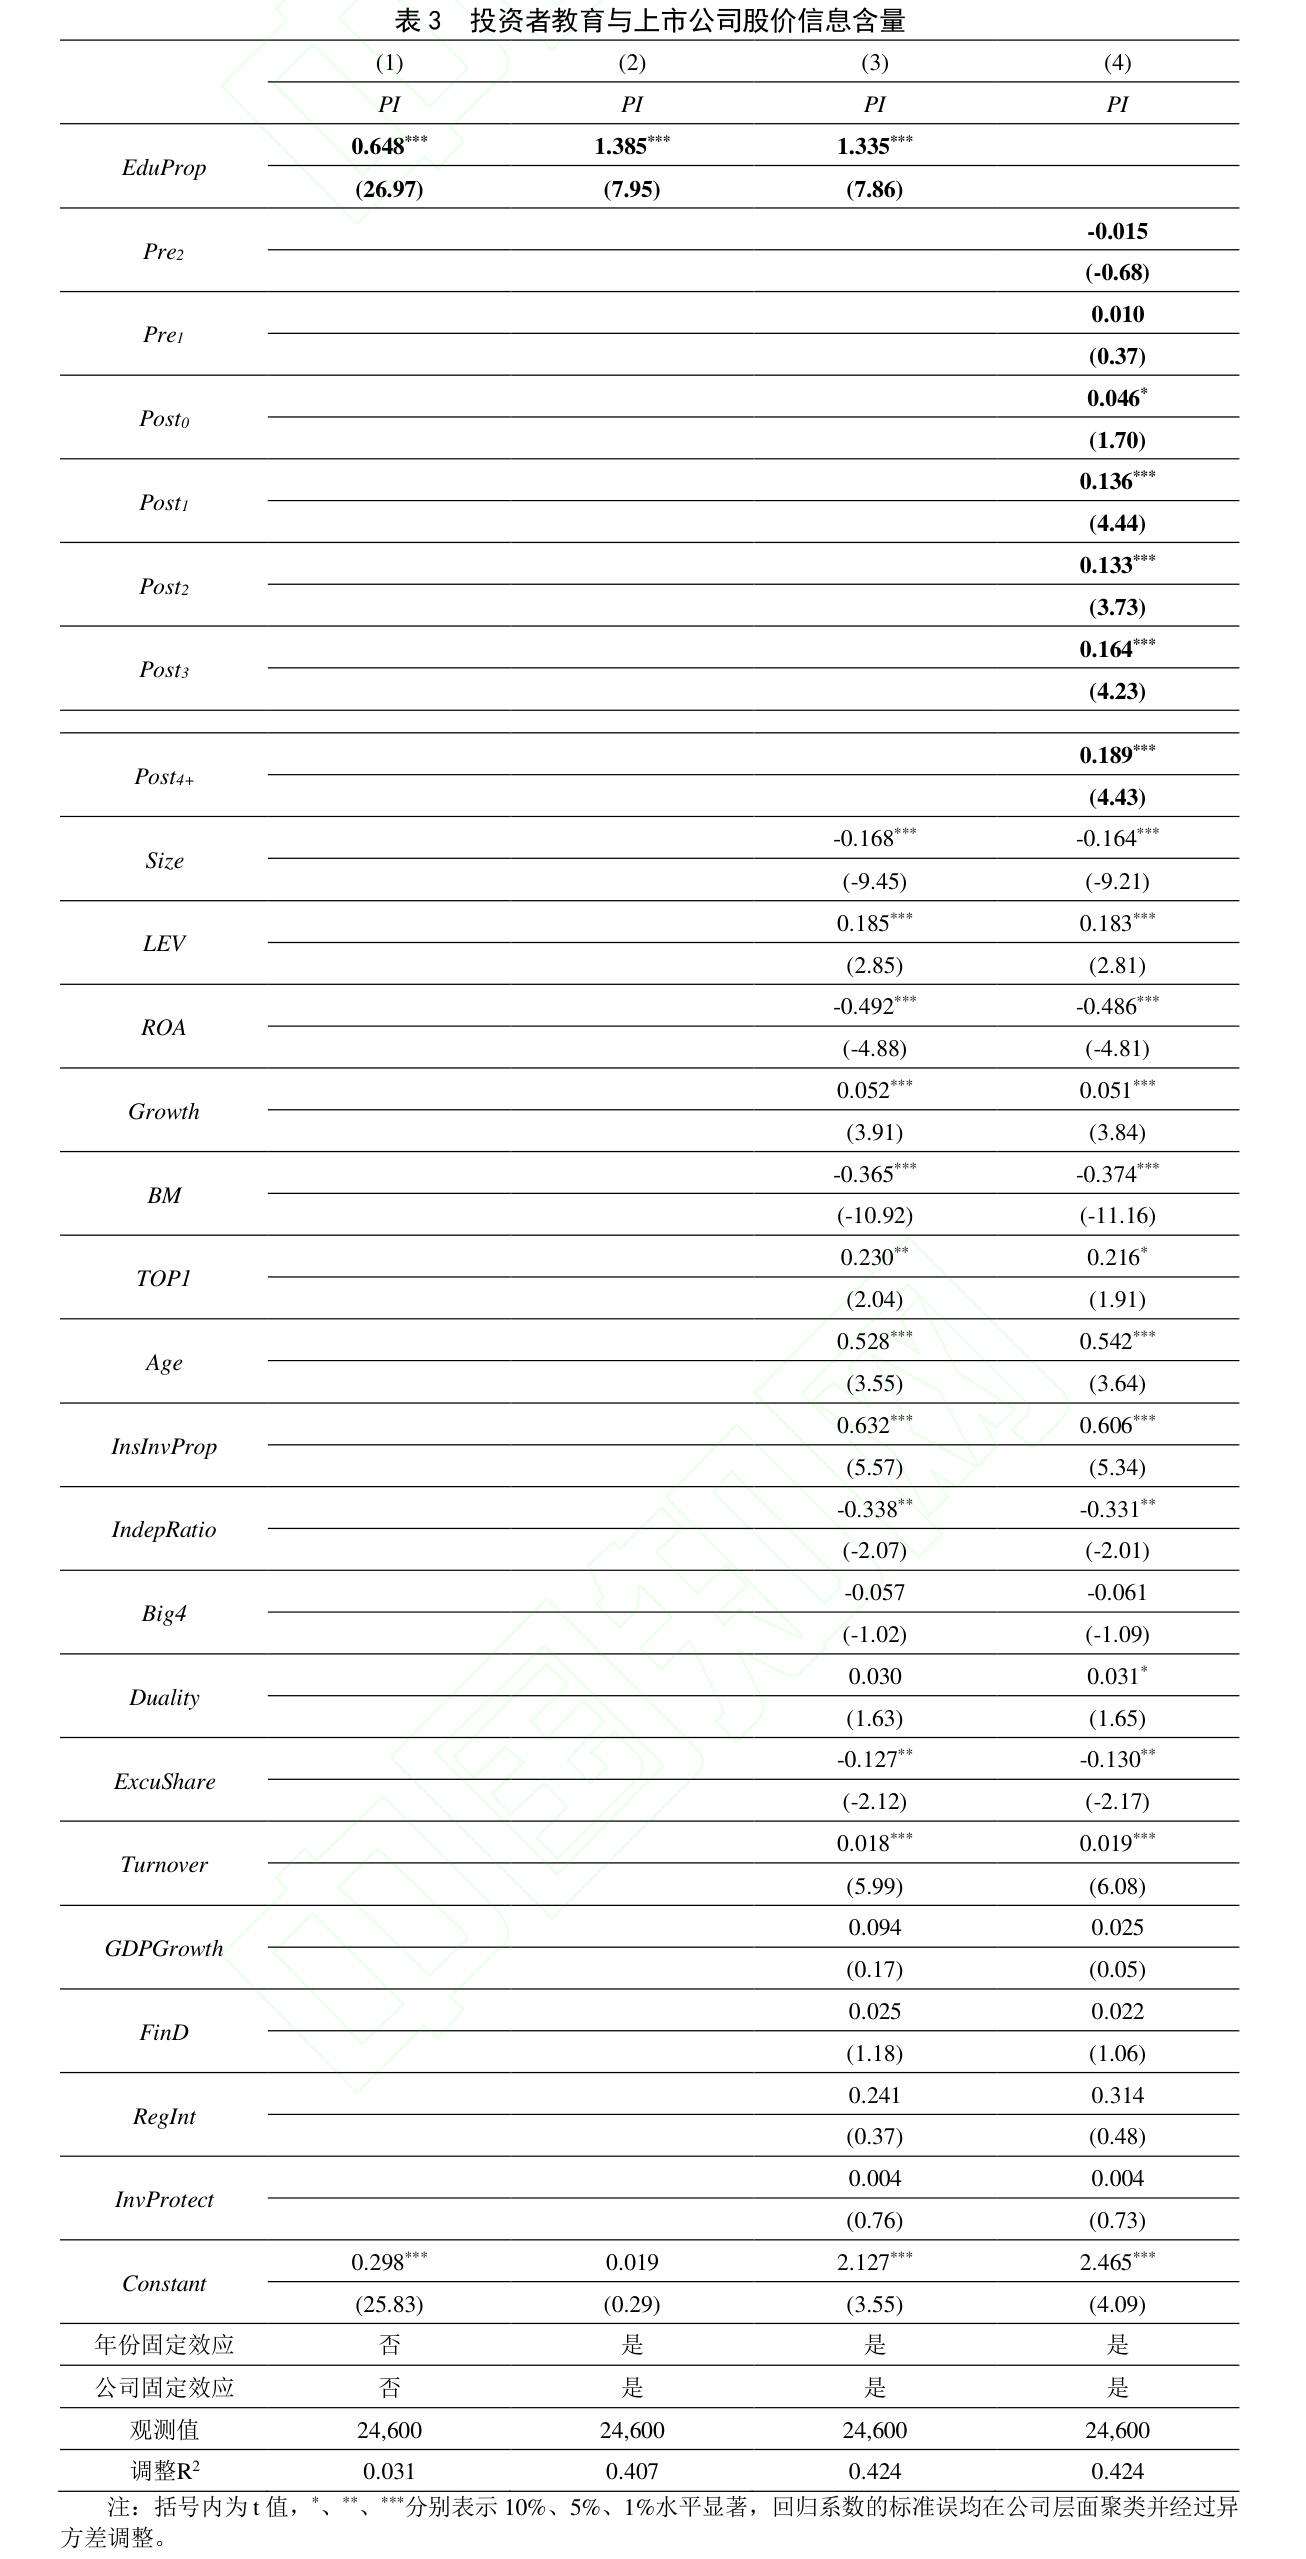 表 3 投资者教育与上市公司股价信息含量
(1) (2) (3) (4)
PI PI PI PI
EduProp 0.648*** 1.385*** 1.335***
(26.97) (7.95) (7.86)
Pre2 -0.015
(-0.68)
Pre1 0.010
(0.37)
Post0 0.046*
(1.70)
Post1 0.136***
(4.44)
Post2 0.133***
(3.73)
Post3 0.164***
(4.23)
Post4+ 0.189***
(4.43)
Size -0.168*** -0.164***
(-9.45) (-9.21)
LEV 0.185*** 0.183***
(2.85) (2.81)
ROA -0.492*** -0.486***
(-4.88) (-4.81)
Growth 0.052*** 0.051***
(3.91) (3.84)
BM -0.365*** -0.374***
(-10.92) (-11.16)
TOP1 0.230** 0.216*
(2.04) (1.91)
Age 0.528*** 0.542***
(3.55) (3.64)
InsInvProp 0.632*** 0.606***
(5.57) (5.34)
IndepRatio -0.338** -0.331**
(-2.07) (-2.01)
Big4 -0.057 -0.061
(-1.02) (-1.09)
Duality 0.030 0.031*
(1.63) (1.65)
ExcuShare -0.127** -0.130**
(-2.12) (-2.17)
Turnover 0.018*** 0.019***
(5.99) (6.08)
GDPGrowth 0.094 0.025
(0.17) (0.05)
FinD 0.025 0.022
(1.18) (1.06)
RegInt 0.241 0.314
(0.37) (0.48)
InvProtect 0.004 0.004
(0.76) (0.73)
Constant 0.298*** 0.019 2.127*** 2.465***
(25.83) (0.29) (3.55) (4.09)
年份固定效应 否 是 是 是
公司固定效应 否 是 是 是
观测值 24,600 24,600 24,600 24,600
调整R² 0.031 0.407 0.424 0.424
注：括号内为 t 值，*、**、***分别表示 10%、5%、1%水平显著，回归系数的标准误均在公司层面聚类并经过异
方差调整。
中国知网